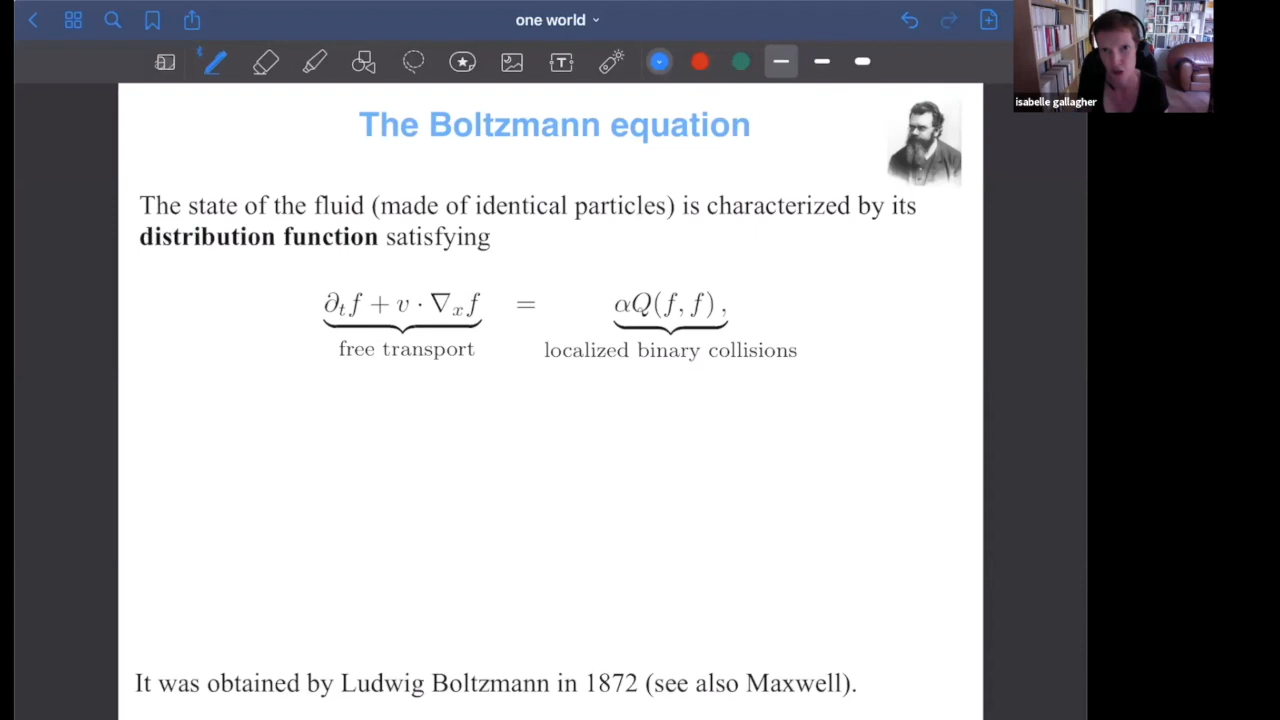 one world
isabelle gallagher
The Boltzmann equation
The state of the fluid (made of identical particles) is characterized by its
distribution function satisfying
∂ₜf + v · ∇ₓf = αQ(f, f) ,
free transport localized binary collisions
It was obtained by Ludwig Boltzmann in 1872 (see also Maxwell).